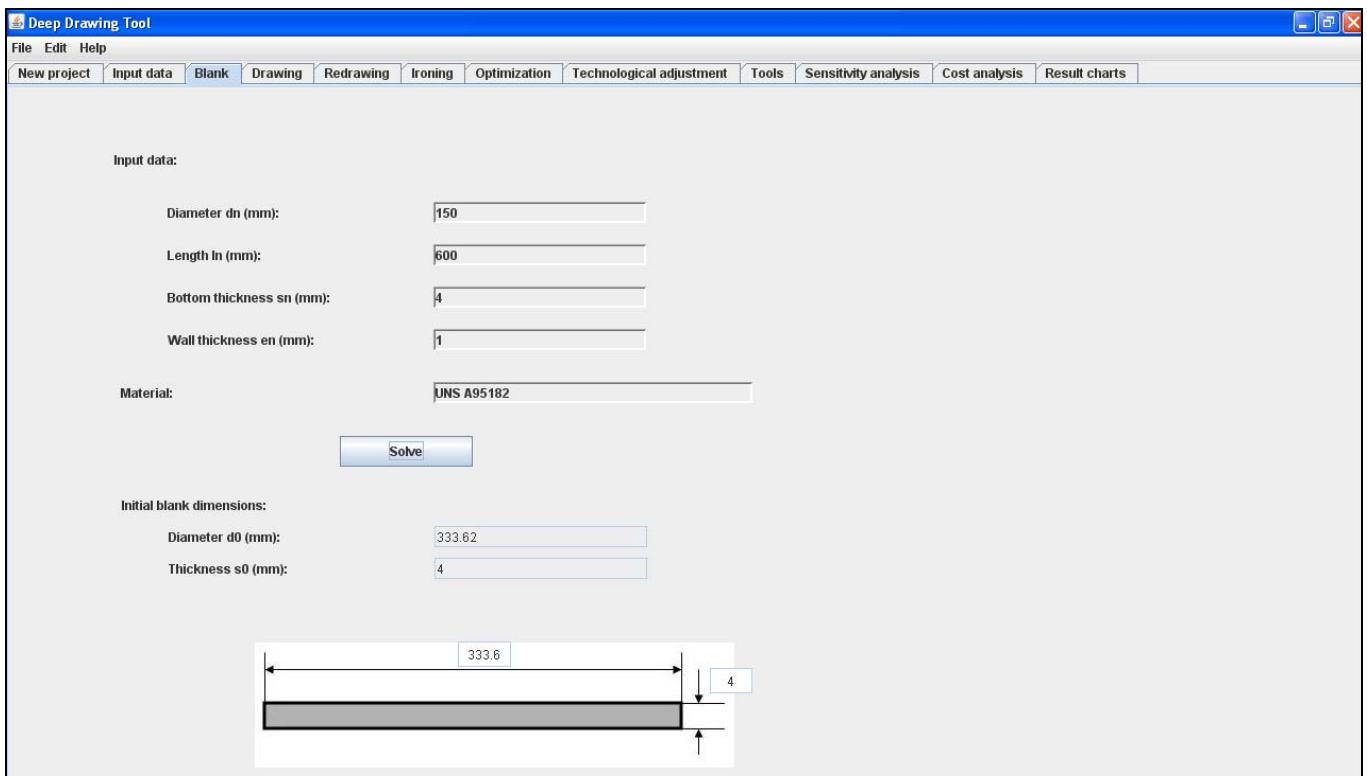 Deep Drawing Tool
File Edit Help
New project Input data Blank Drawing Redrawing Ironing Optimization Technological adjustment Tools Sensitivity analysis Cost analysis Result charts
Input data:
Diameter dn (mm): 150
Length ln (mm): 600
Bottom thickness sn (mm): 4
Wall thickness en (mm): 1
Material: UNS A95182
Solve
Initial blank dimensions:
Diameter d0 (mm): 333.62
Thickness s0 (mm): 4
333.6
4